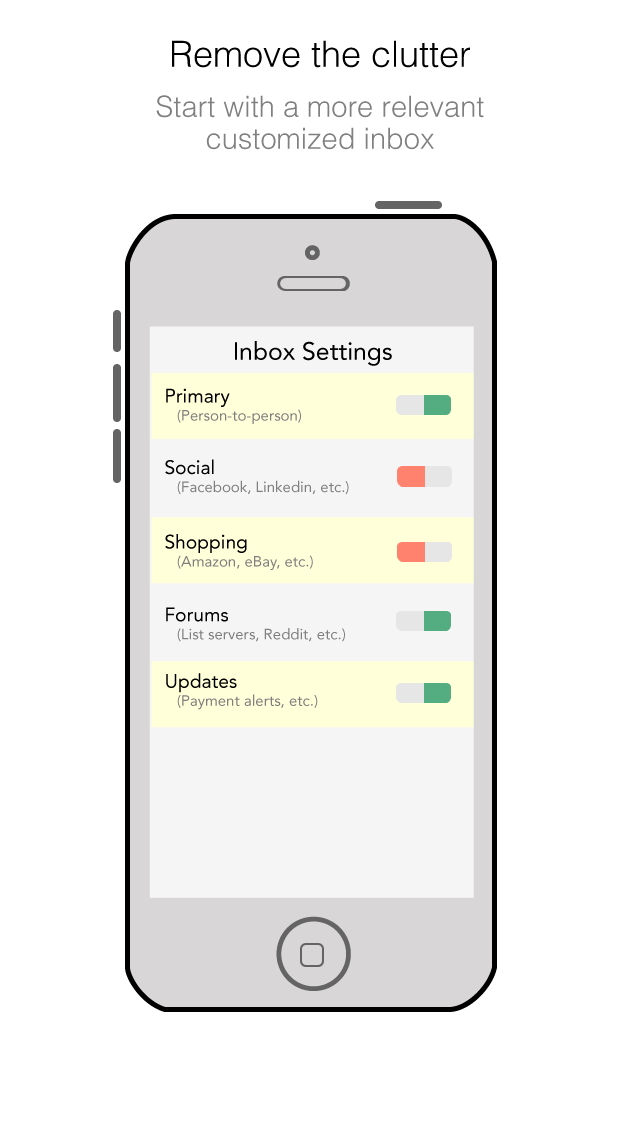 Remove the clutter
Start with a more relevant
customized inbox
Inbox Settings
Primary
(Person-to-person)
Social
(Facebook, Linkedin, etc.)
Shopping
(Amazon, eBay, etc.)
Forums
(List servers, Reddit, etc.)
Updates
(Payment alerts, etc.)